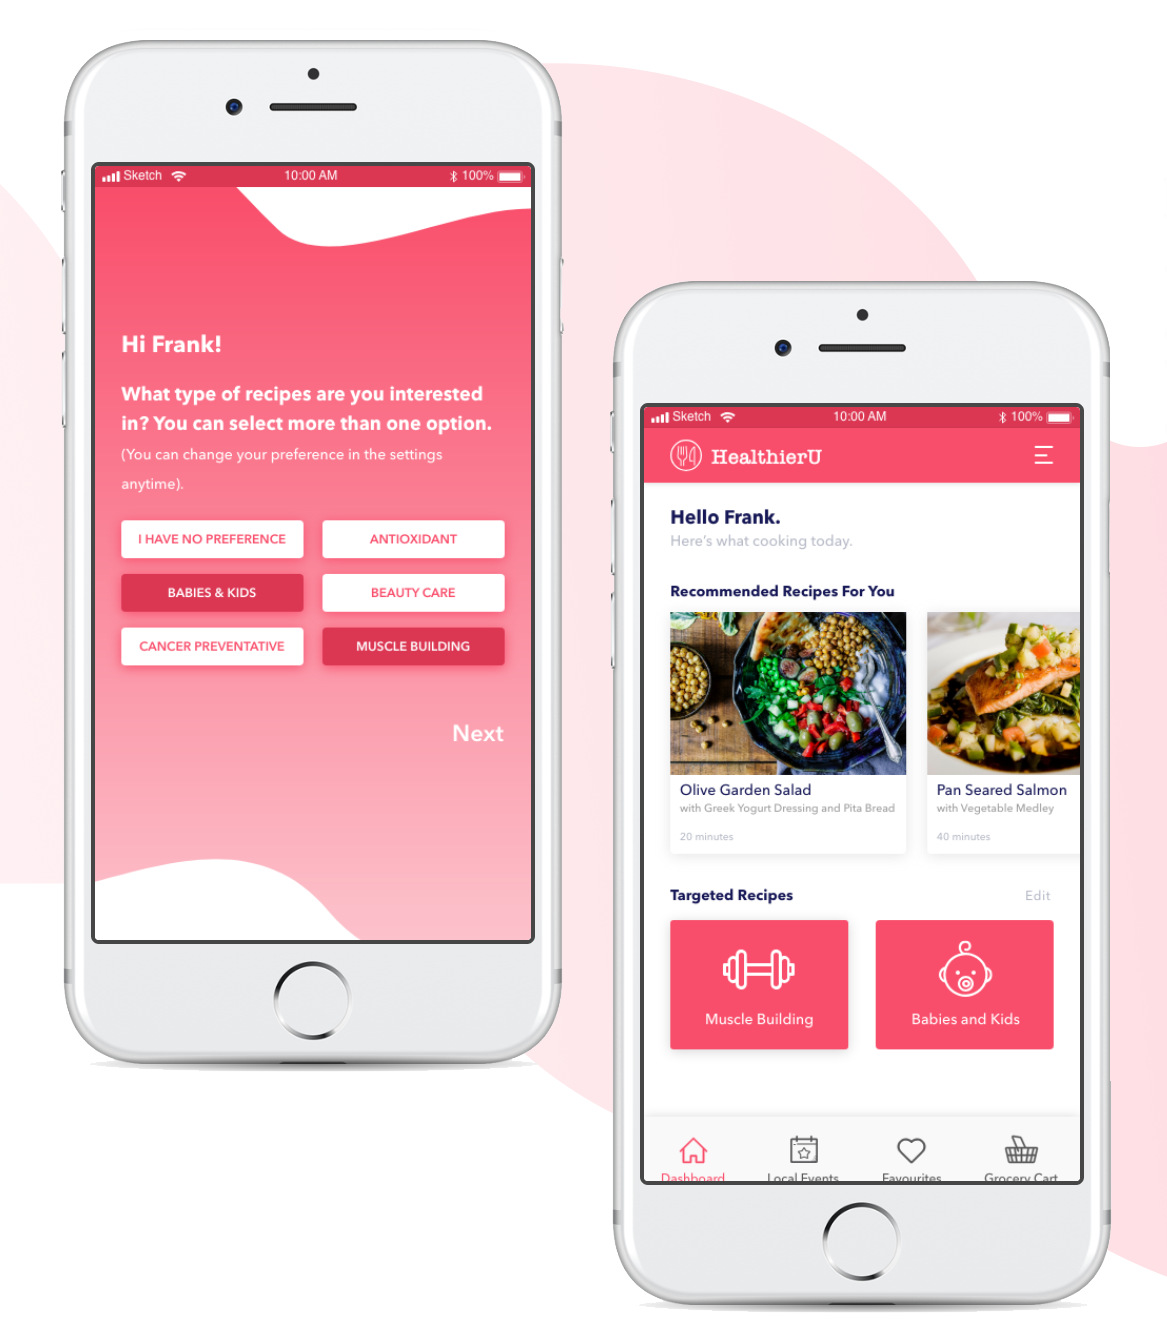 Sketch 10:00 AM 100%
Hi Frank!
What type of recipes are you interested
in? You can select more than one option.
(You can change your preference in the settings
anytime).
I HAVE NO PREFERENCE
ANTIOXIDANT
BABIES & KIDS
BEAUTY CARE
CANCER PREVENTATIVE
MUSCLE BUILDING
Next
Sketch 10:00 AM 100%
HealthierU
Hello Frank.
Here's what cooking today.
Recommended Recipes For You
Olive Garden Salad
with Greek Yogurt Dressing and Pita Bread
20 minutes
Pan Seared Salmon
with Vegetable Medley
40 minutes
Targeted Recipes
Edit
Muscle Building
Babies and Kids
Dashboard
Local Events
Favourites
Grocery Cart